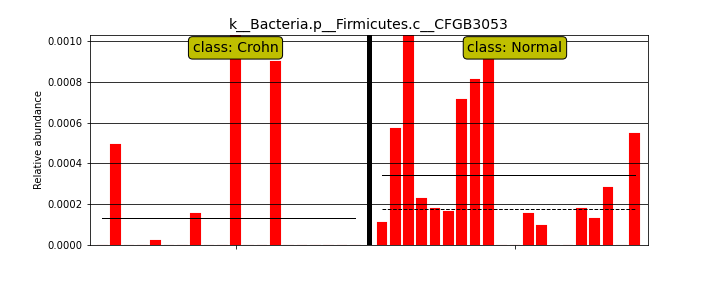 k__Bacteria.p__Firmicutes.c__CFGB3053
class: Crohn
class: Normal
Relative abundance
0.0010
0.0008
0.0006
0.0004
0.0002
0.0000